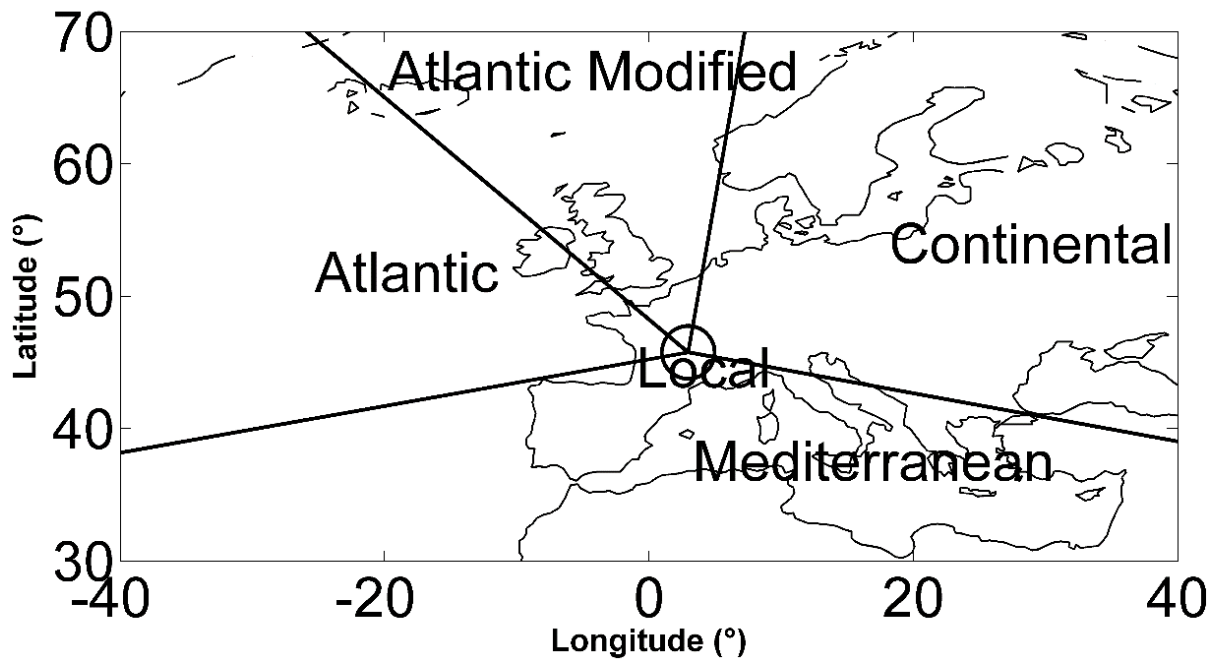 70
Atlantic Modified
60
Continental
Atlantic
50
Latitude (°)
Local
40
Mediterranean
30
-40 -20 0 20 40
Longitude (°)